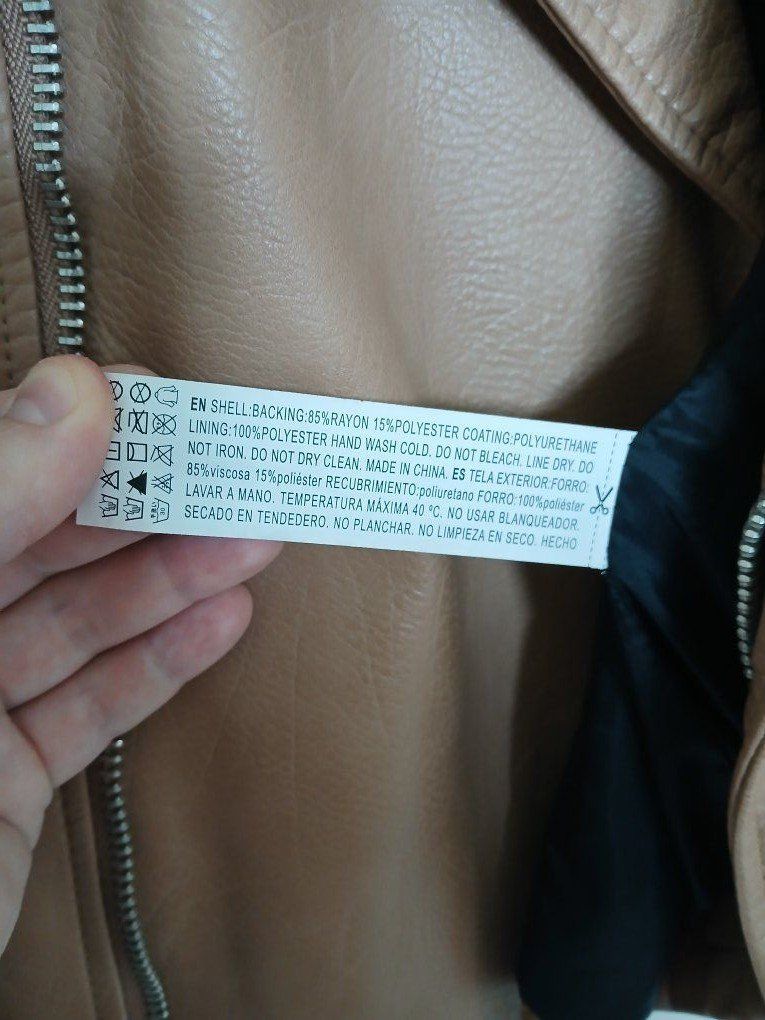 EN SHELL:BACKING:85%RAYON 15%POLYESTER COATING:POLYURETHANE
LINING:100%POLYESTER HAND WASH COLD. DO NOT BLEACH. LINE DRY. DO
NOT IRON. DO NOT DRY CLEAN. MADE IN CHINA. ES TELA EXTERIOR:FORRO:
85%viscosa 15%poliéster RECUBRIMIENTO:poliuretano FORRO:100%poliéster
LAVAR A MANO. TEMPERATURA MÁXIMA 40 ºC. NO USAR BLANQUEADOR.
SECADO EN TENDEDERO. NO PLANCHAR. NO LIMPIEZA EN SECO. HECHO